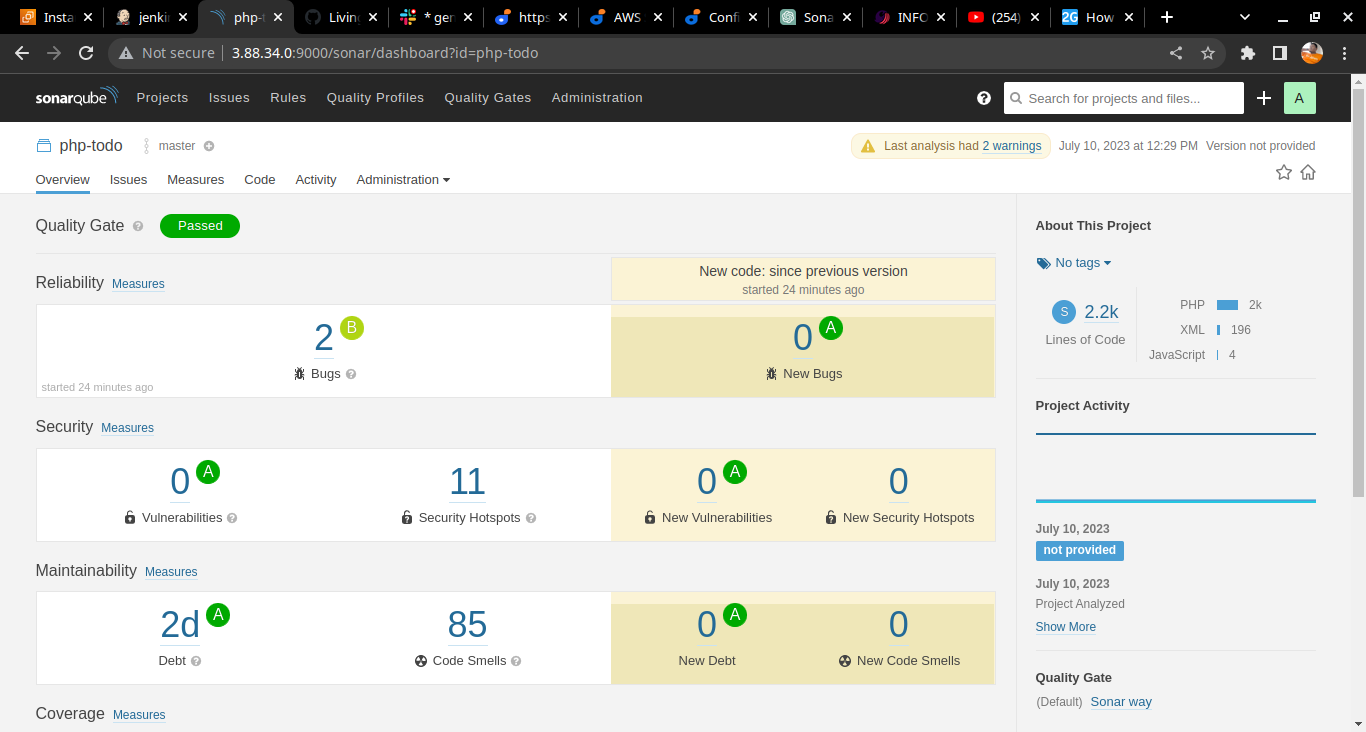 Insta
jenki
php-t
Livin
* gen
https
AWS
Confi
Sona
INFO
(254)
2G How
Not secure 3.88.34.0:9000/sonar/dashboard?id=php-todo
sonarqube Projects Issues Rules Quality Profiles Quality Gates Administration Search for projects and files... A
php-todo master Last analysis had 2 warnings July 10, 2023 at 12:29 PM Version not provided
Overview Issues Measures Code Activity Administration
Quality Gate Passed
Reliability Measures
New code: since previous version
started 24 minutes ago
2 B
Bugs
started 24 minutes ago
0 A
New Bugs
Security Measures
0 A
Vulnerabilities
11
Security Hotspots
0 A
New Vulnerabilities
0
New Security Hotspots
Maintainability Measures
2d A
Debt
85
Code Smells
0 A
New Debt
0
New Code Smells
Coverage Measures
About This Project
No tags
S 2.2k
Lines of Code
PHP 2k
XML 196
JavaScript 4
Project Activity
July 10, 2023
not provided
July 10, 2023
Project Analyzed
Show More
Quality Gate
(Default) Sonar way